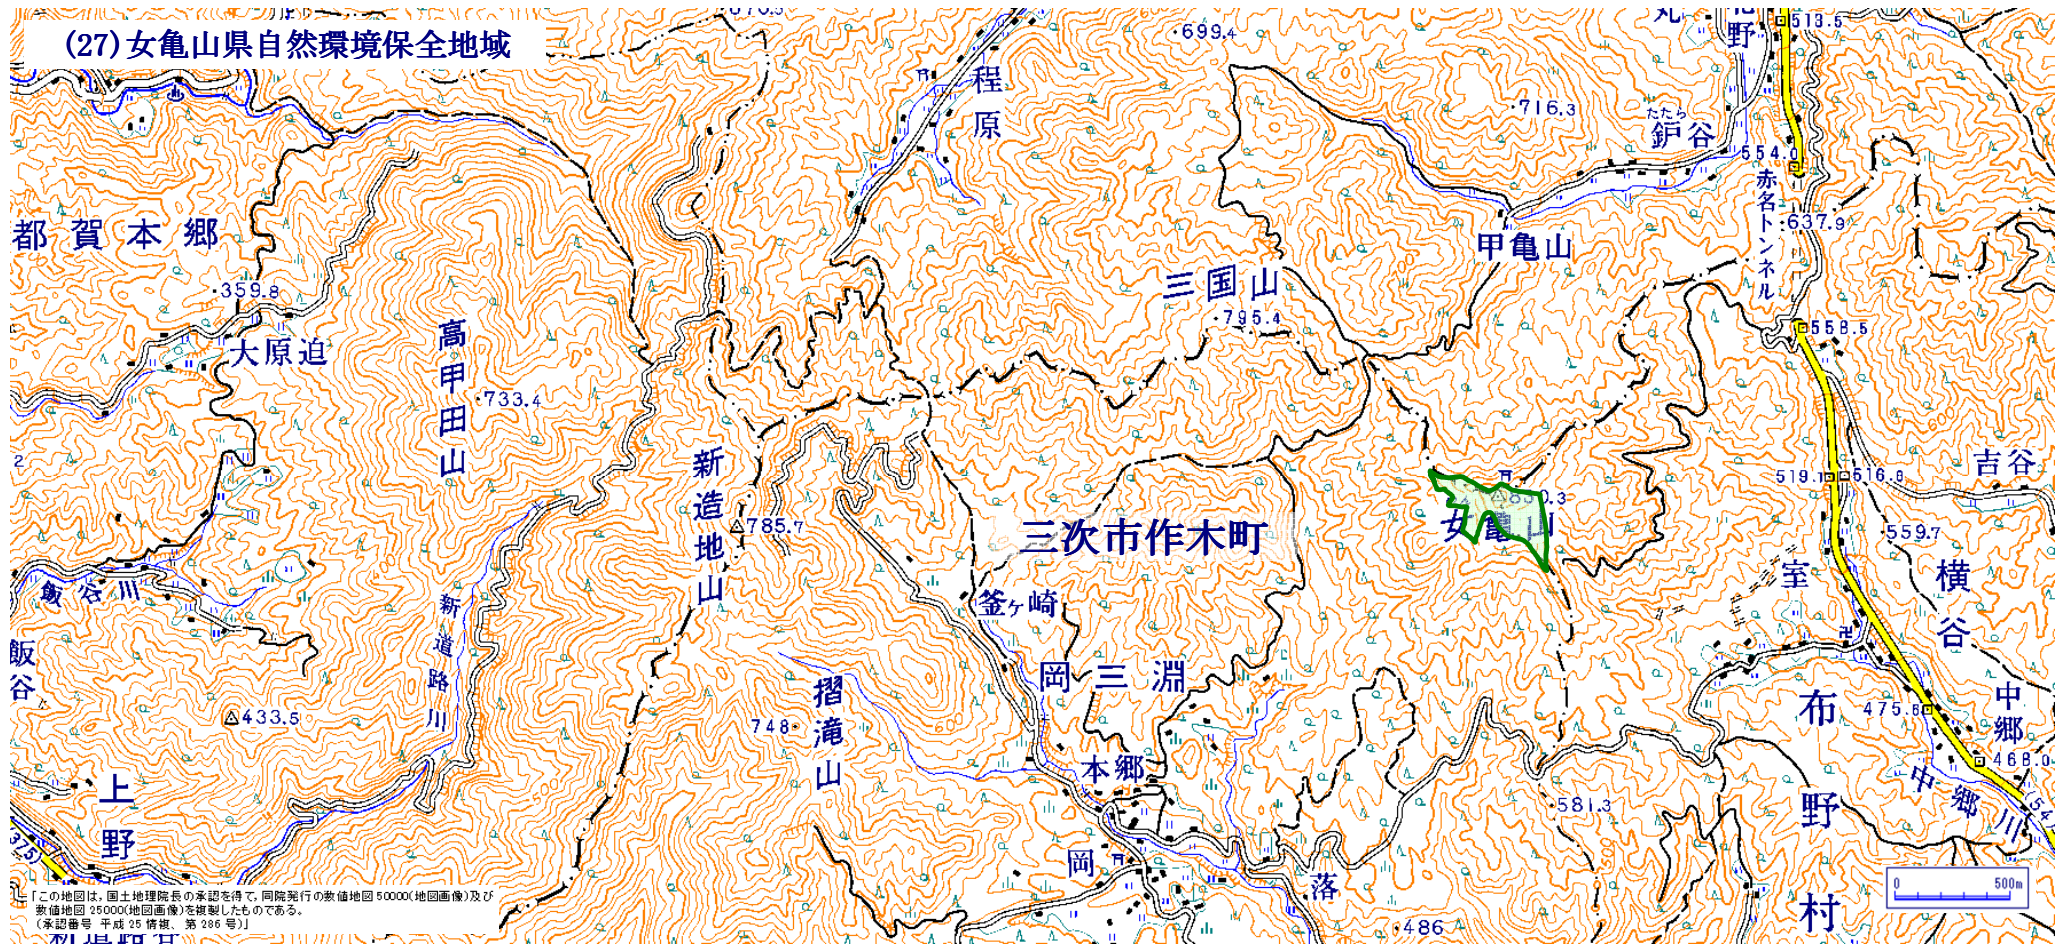 (27)女亀山県自然環境保全地域
699.4
程原
716.3
たたら
鈩谷
513.5
野
554.0
赤名トンネル
637.9
都賀本郷
359.8
大原迫
高甲田山
733.4
三国山
795.4
甲亀山
558.5
新造地山
785.7
三次市作木町
女亀山
519.1
516.8
吉谷
559.7
横谷
室
飯谷川
飯谷
新道路川
433.5
釜ヶ崎
岡三淵
摺滝山
748
本郷
布野村
475.8
中郷
468.0
中郷川
581.3
上野
岡
落
486
375
54
2
0 500m
「この地図は、国土地理院長の承認を得て、同院発行の数値地図50000(地図画像)及び
数値地図25000(地図画像)を複製したものである。
(承認番号 平成25情複、第286号)」